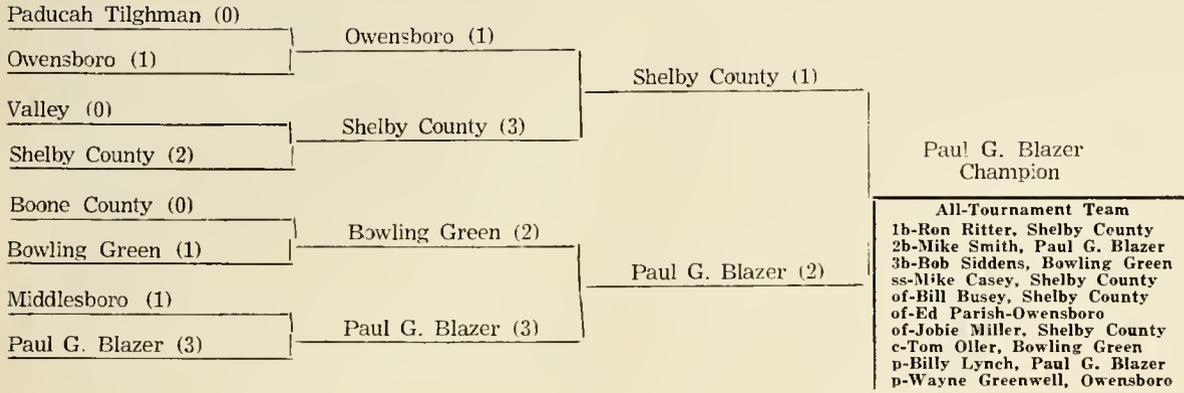 Paducah Tilghman (0)
Owensboro (1)
Valley (0)
Shelby County (2)
Boone County (0)
Bowling Green (1)
Middlesboro (1)
Paul G. Blazer (3)
Owensboro (1)
Shelby County (3)
Bowling Green (2)
Paul G. Blazer (3)
Shelby County (1)
Paul G. Blazer (2)
Paul G. Blazer
Champion
All-Tournament Team
1b-Ron Ritter, Shelby County
2b-Mike Smith, Paul G. Blazer
3b-Bob Siddens, Bowling Green
ss-Mike Casey, Shelby County
of-Bill Busey, Shelby County
of-Ed Parish-Owensboro
of-Jobie Miller, Shelby County
c-Tom Oller, Bowling Green
p-Billy Lynch, Paul G. Blazer
p-Wayne Greenwell, Owensboro